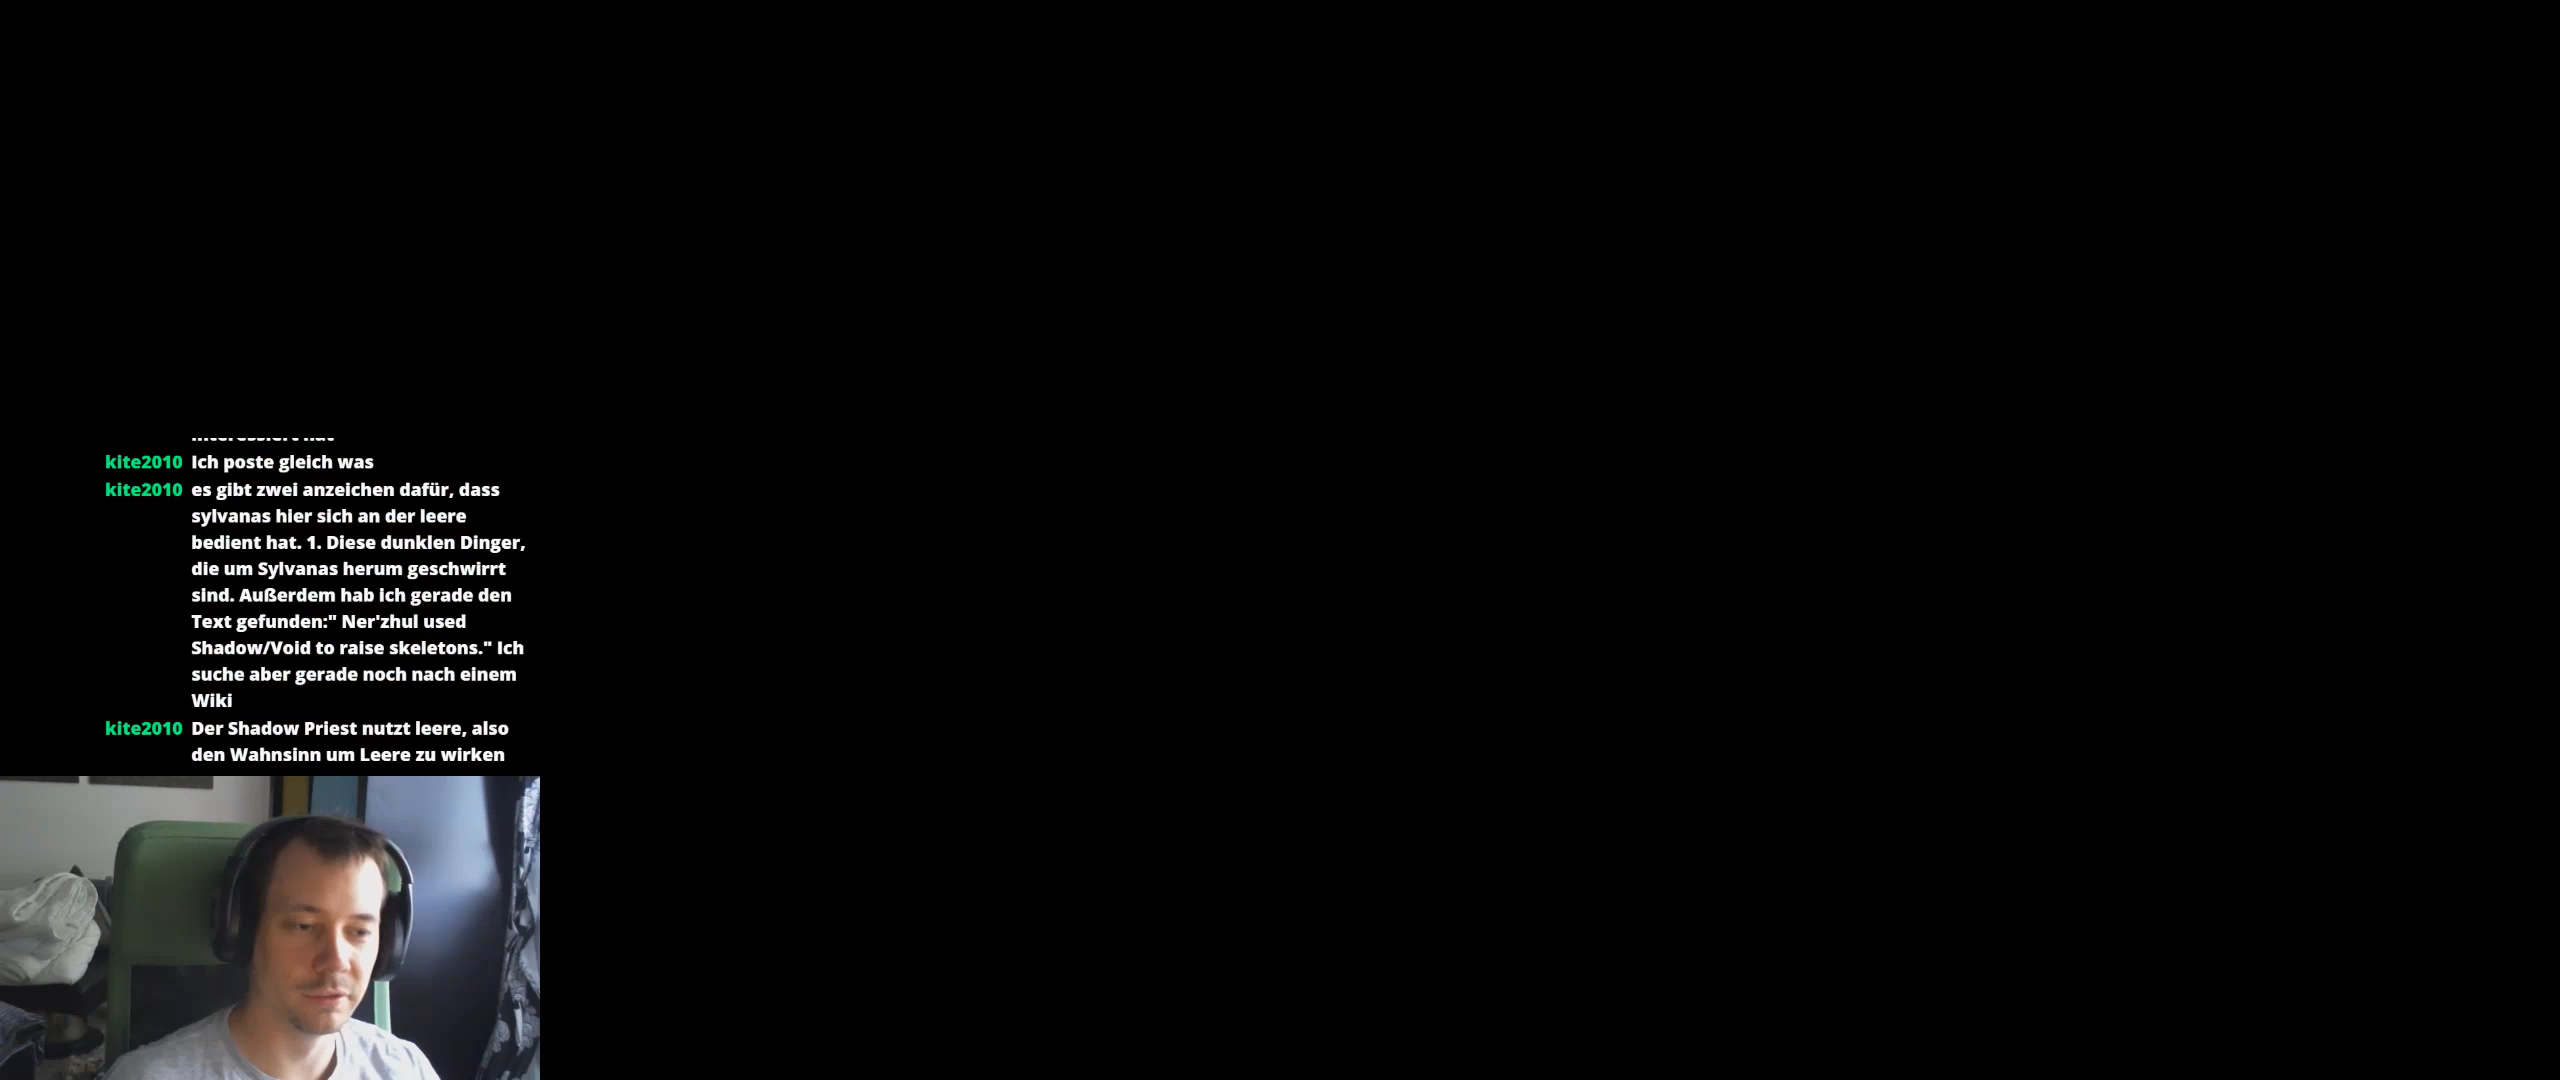 interessiert hat
kite2010 Ich poste gleich was
kite2010 es gibt zwei anzeichen dafür, dass
sylvanas hier sich an der leere
bedient hat. 1. Diese dunklen Dinger,
die um Sylvanas herum geschwirrt
sind. Außerdem hab ich gerade den
Text gefunden:" Ner'zhul used
Shadow/Void to raise skeletons." Ich
suche aber gerade noch nach einem
Wiki
kite2010 Der Shadow Priest nutzt leere, also
den Wahnsinn um Leere zu wirken